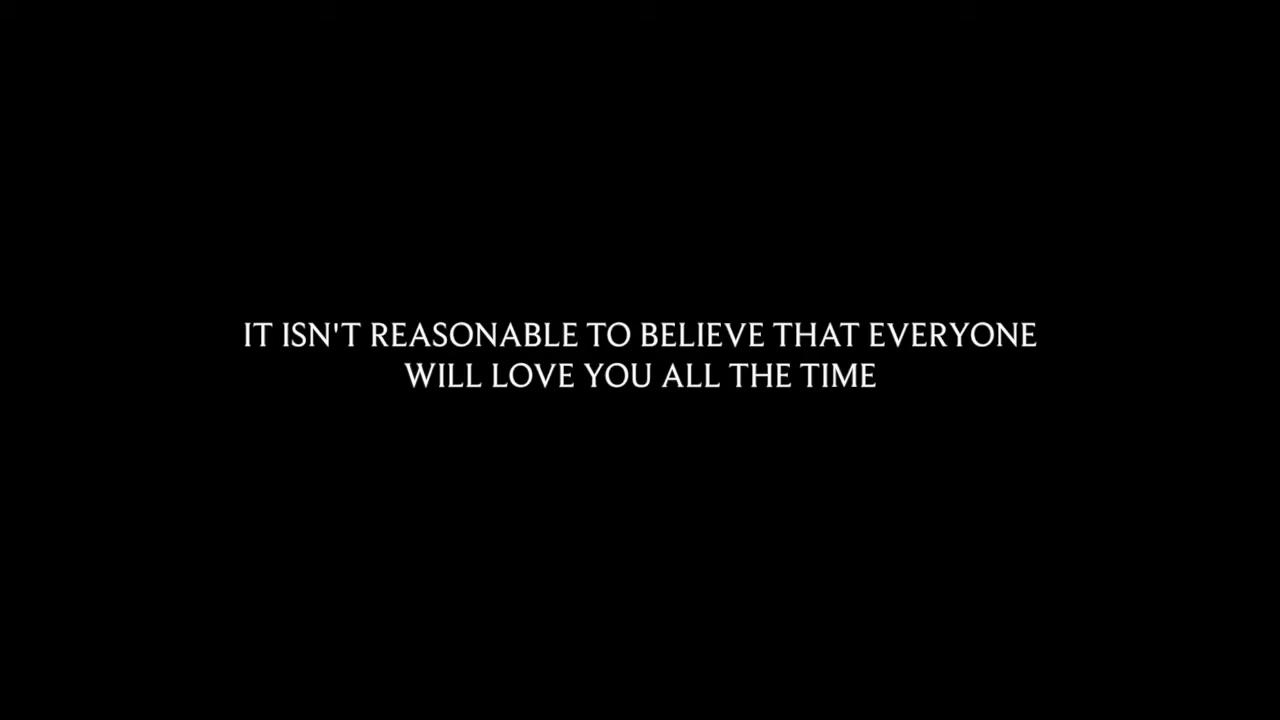 IT ISN'T REASONABLE TO BELIEVE THAT EVERYONE
WILL LOVE YOU ALL THE TIME